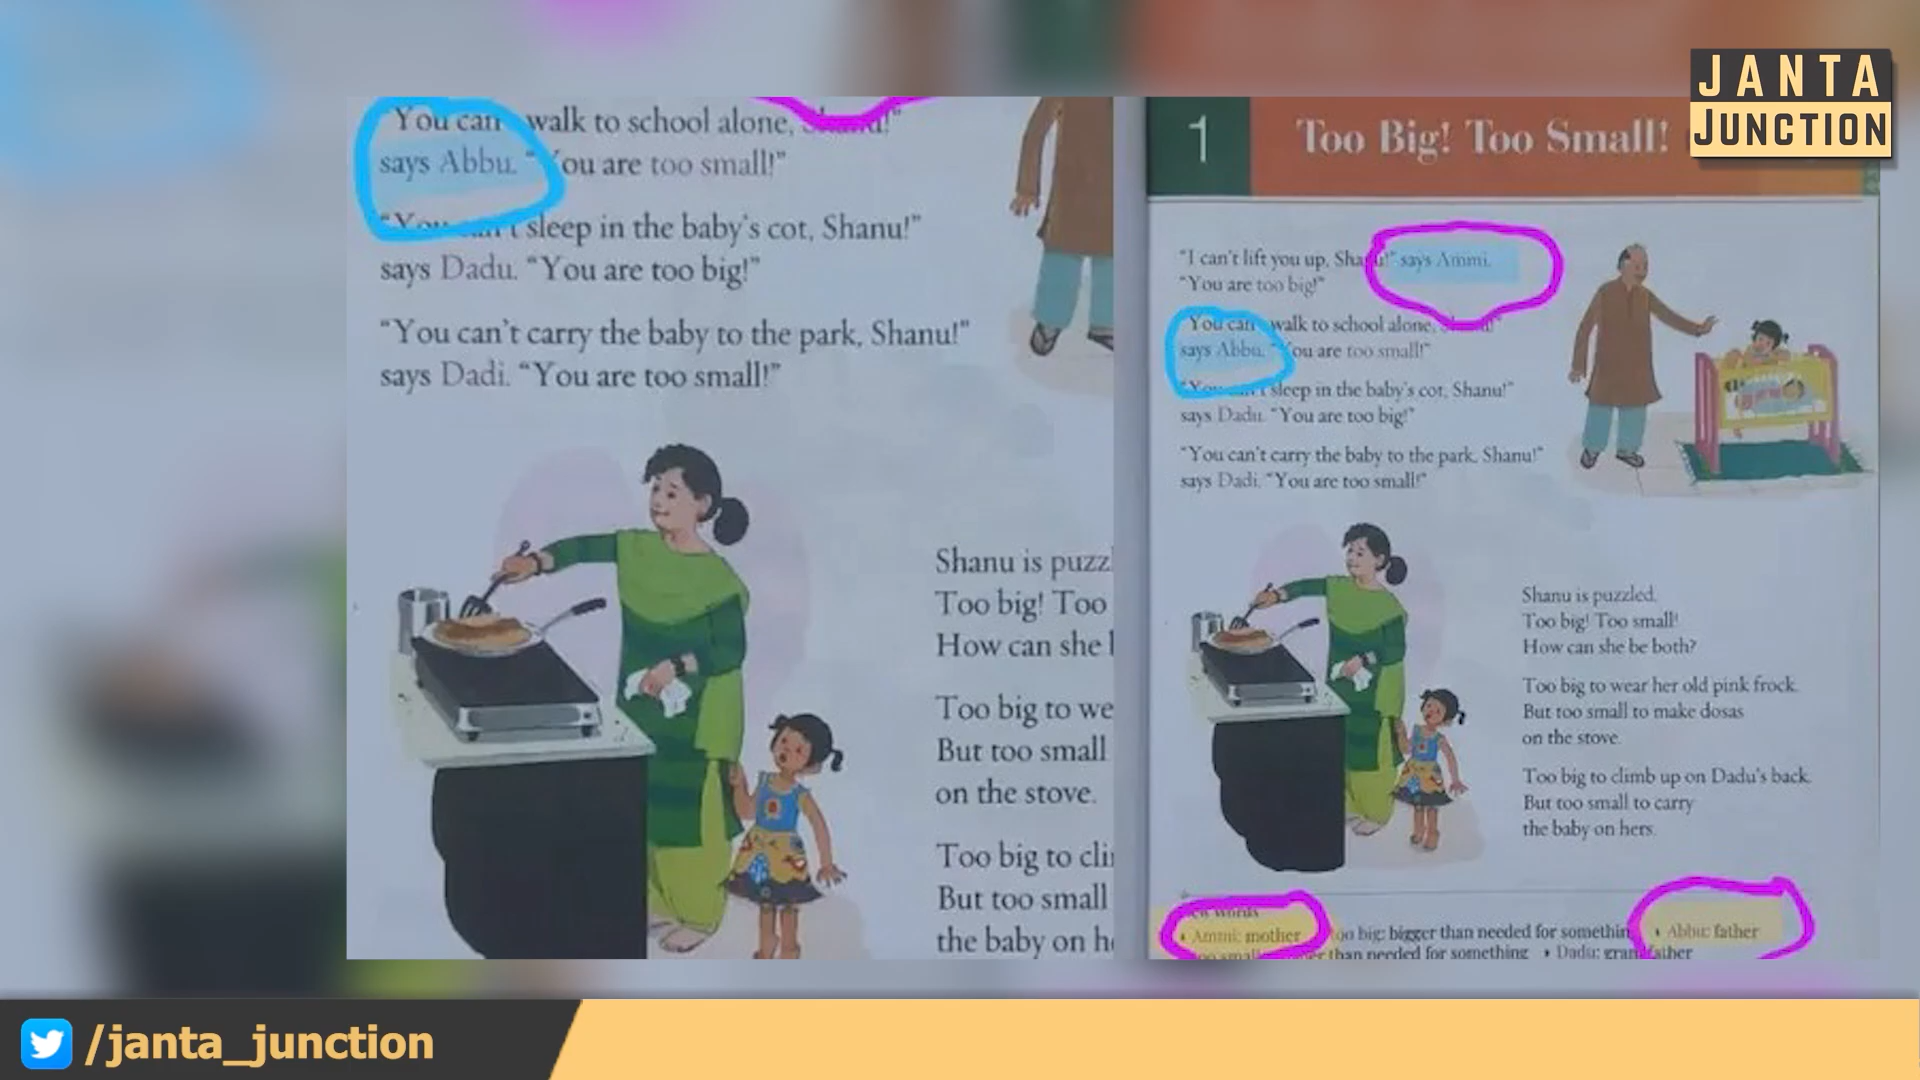 JANTA
JUNCTION
"You can walk to school alone,
says Abbu. "You are too small!"
sleep in the baby's cot, Shanu!"
says Dadu. "You are too big!"
"You can't carry the baby to the park, Shanu!"
says Dadi. "You are too small!"
Shanu is
Too big! Too
How can she
Too big to
But too small
on the stove.
Too big to
But too small
the baby on
1
Too Big! Too Small!
"I can't lift you up, Shanu!" says Ammi.
"You are too big!"
You can walk to school alone,
says Abbu. "You are too small!"
sleep in the baby's cot, Shanu!"
says Dadu. "You are too big!"
"You can't carry the baby to the park, Shanu!"
says Dadi. "You are too small!"
Shanu is puzzled.
Too big! Too small!
How can she be both?
Too big to wear her old pink frock.
But too small to make dosas
on the stove.
Too big to climb up on Dadu's back.
But too small to carry
the baby on hers.
words
• Ammi: mother too big: bigger than needed for • Abbu: father
than needed for something • Dadu: grandfather
/janta_junction